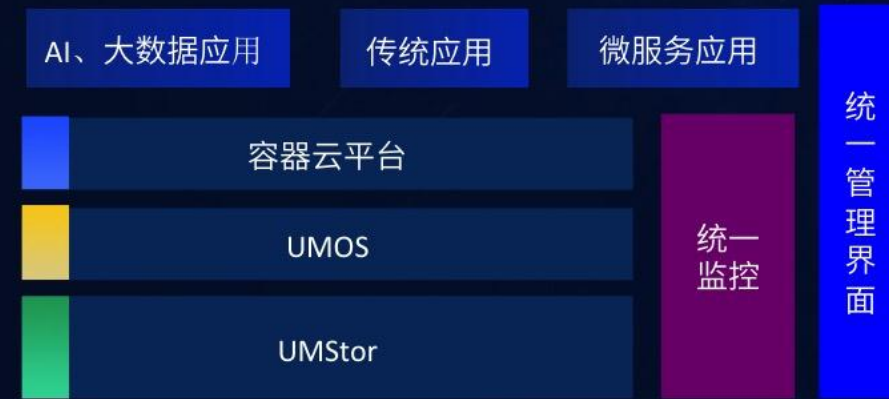 AI、大数据应用
传统应用
微服务应用
容器云平台
UMOS
UMStor
统一
监控
统一管理界面